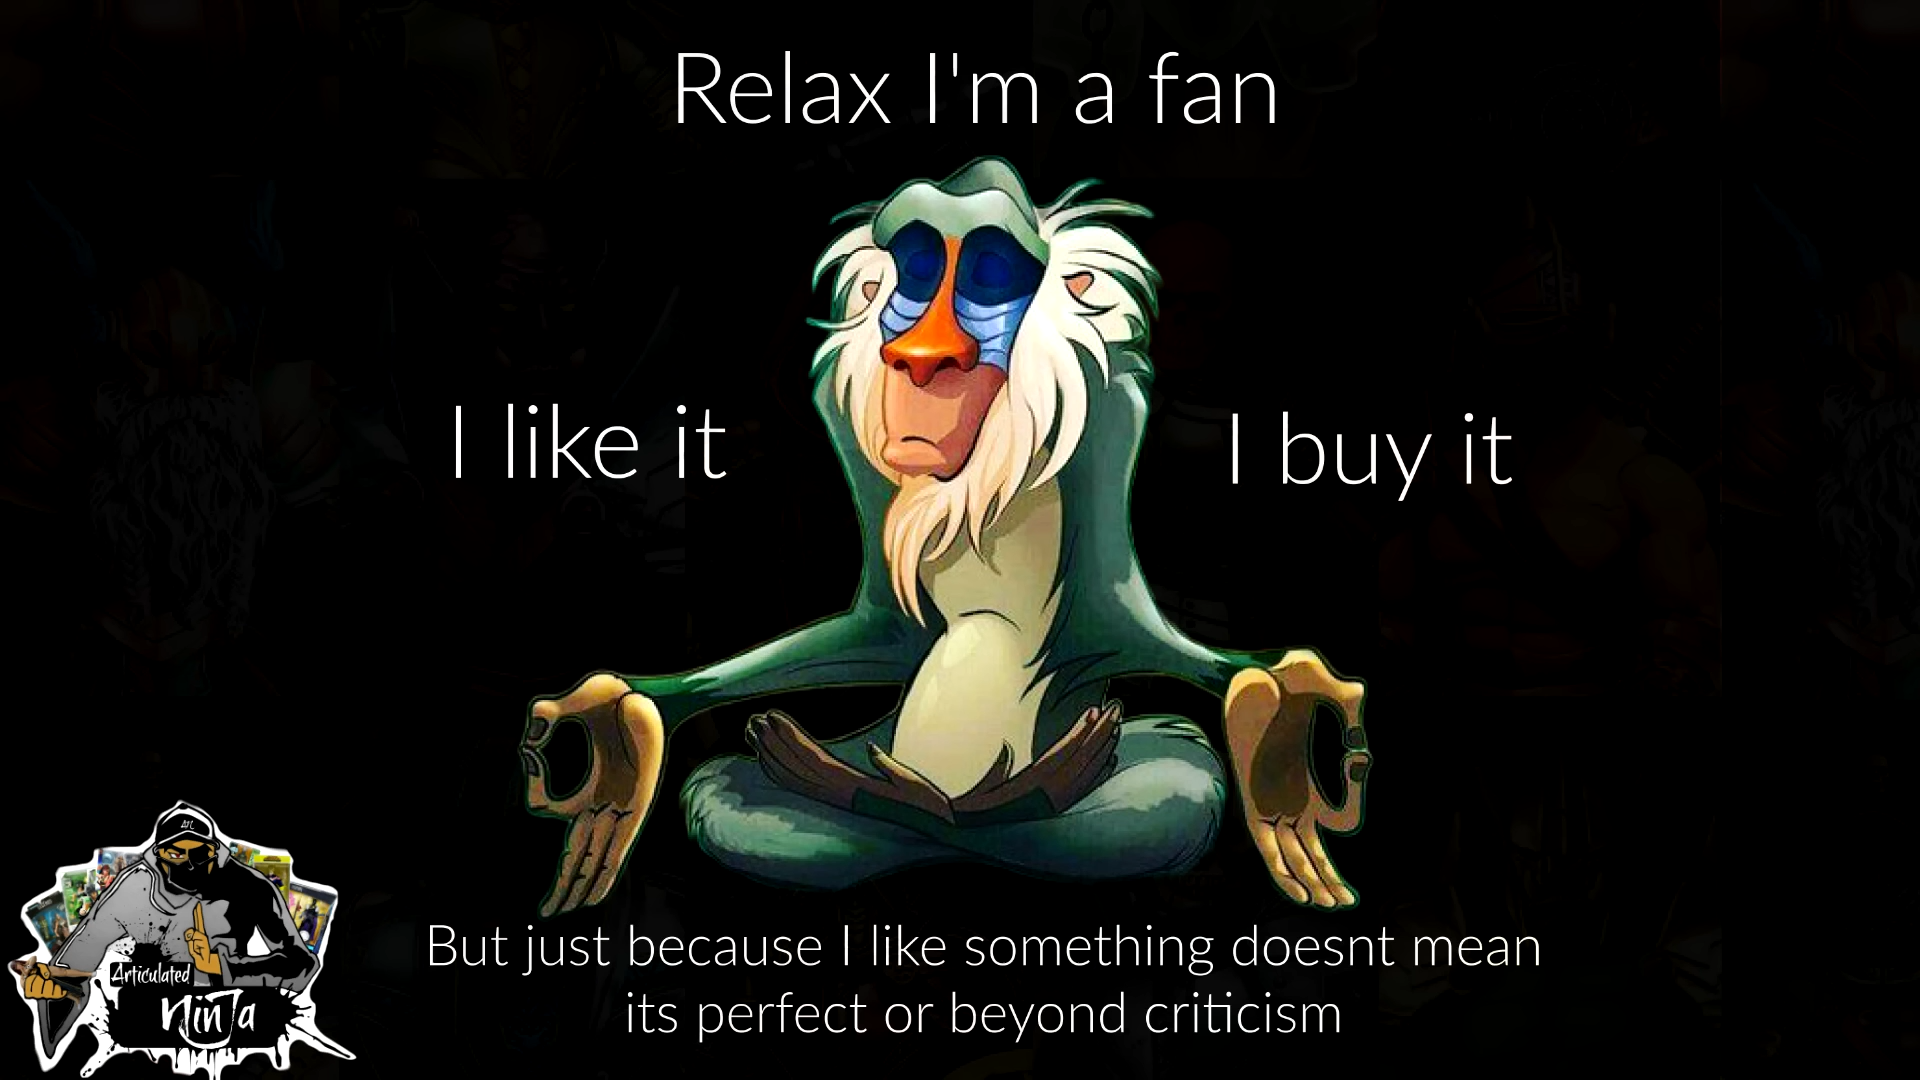 Relax I'm a fan
I like it
I buy it
But just because I like something doesnt mean
its perfect or beyond criticism
Articulated
ninJa